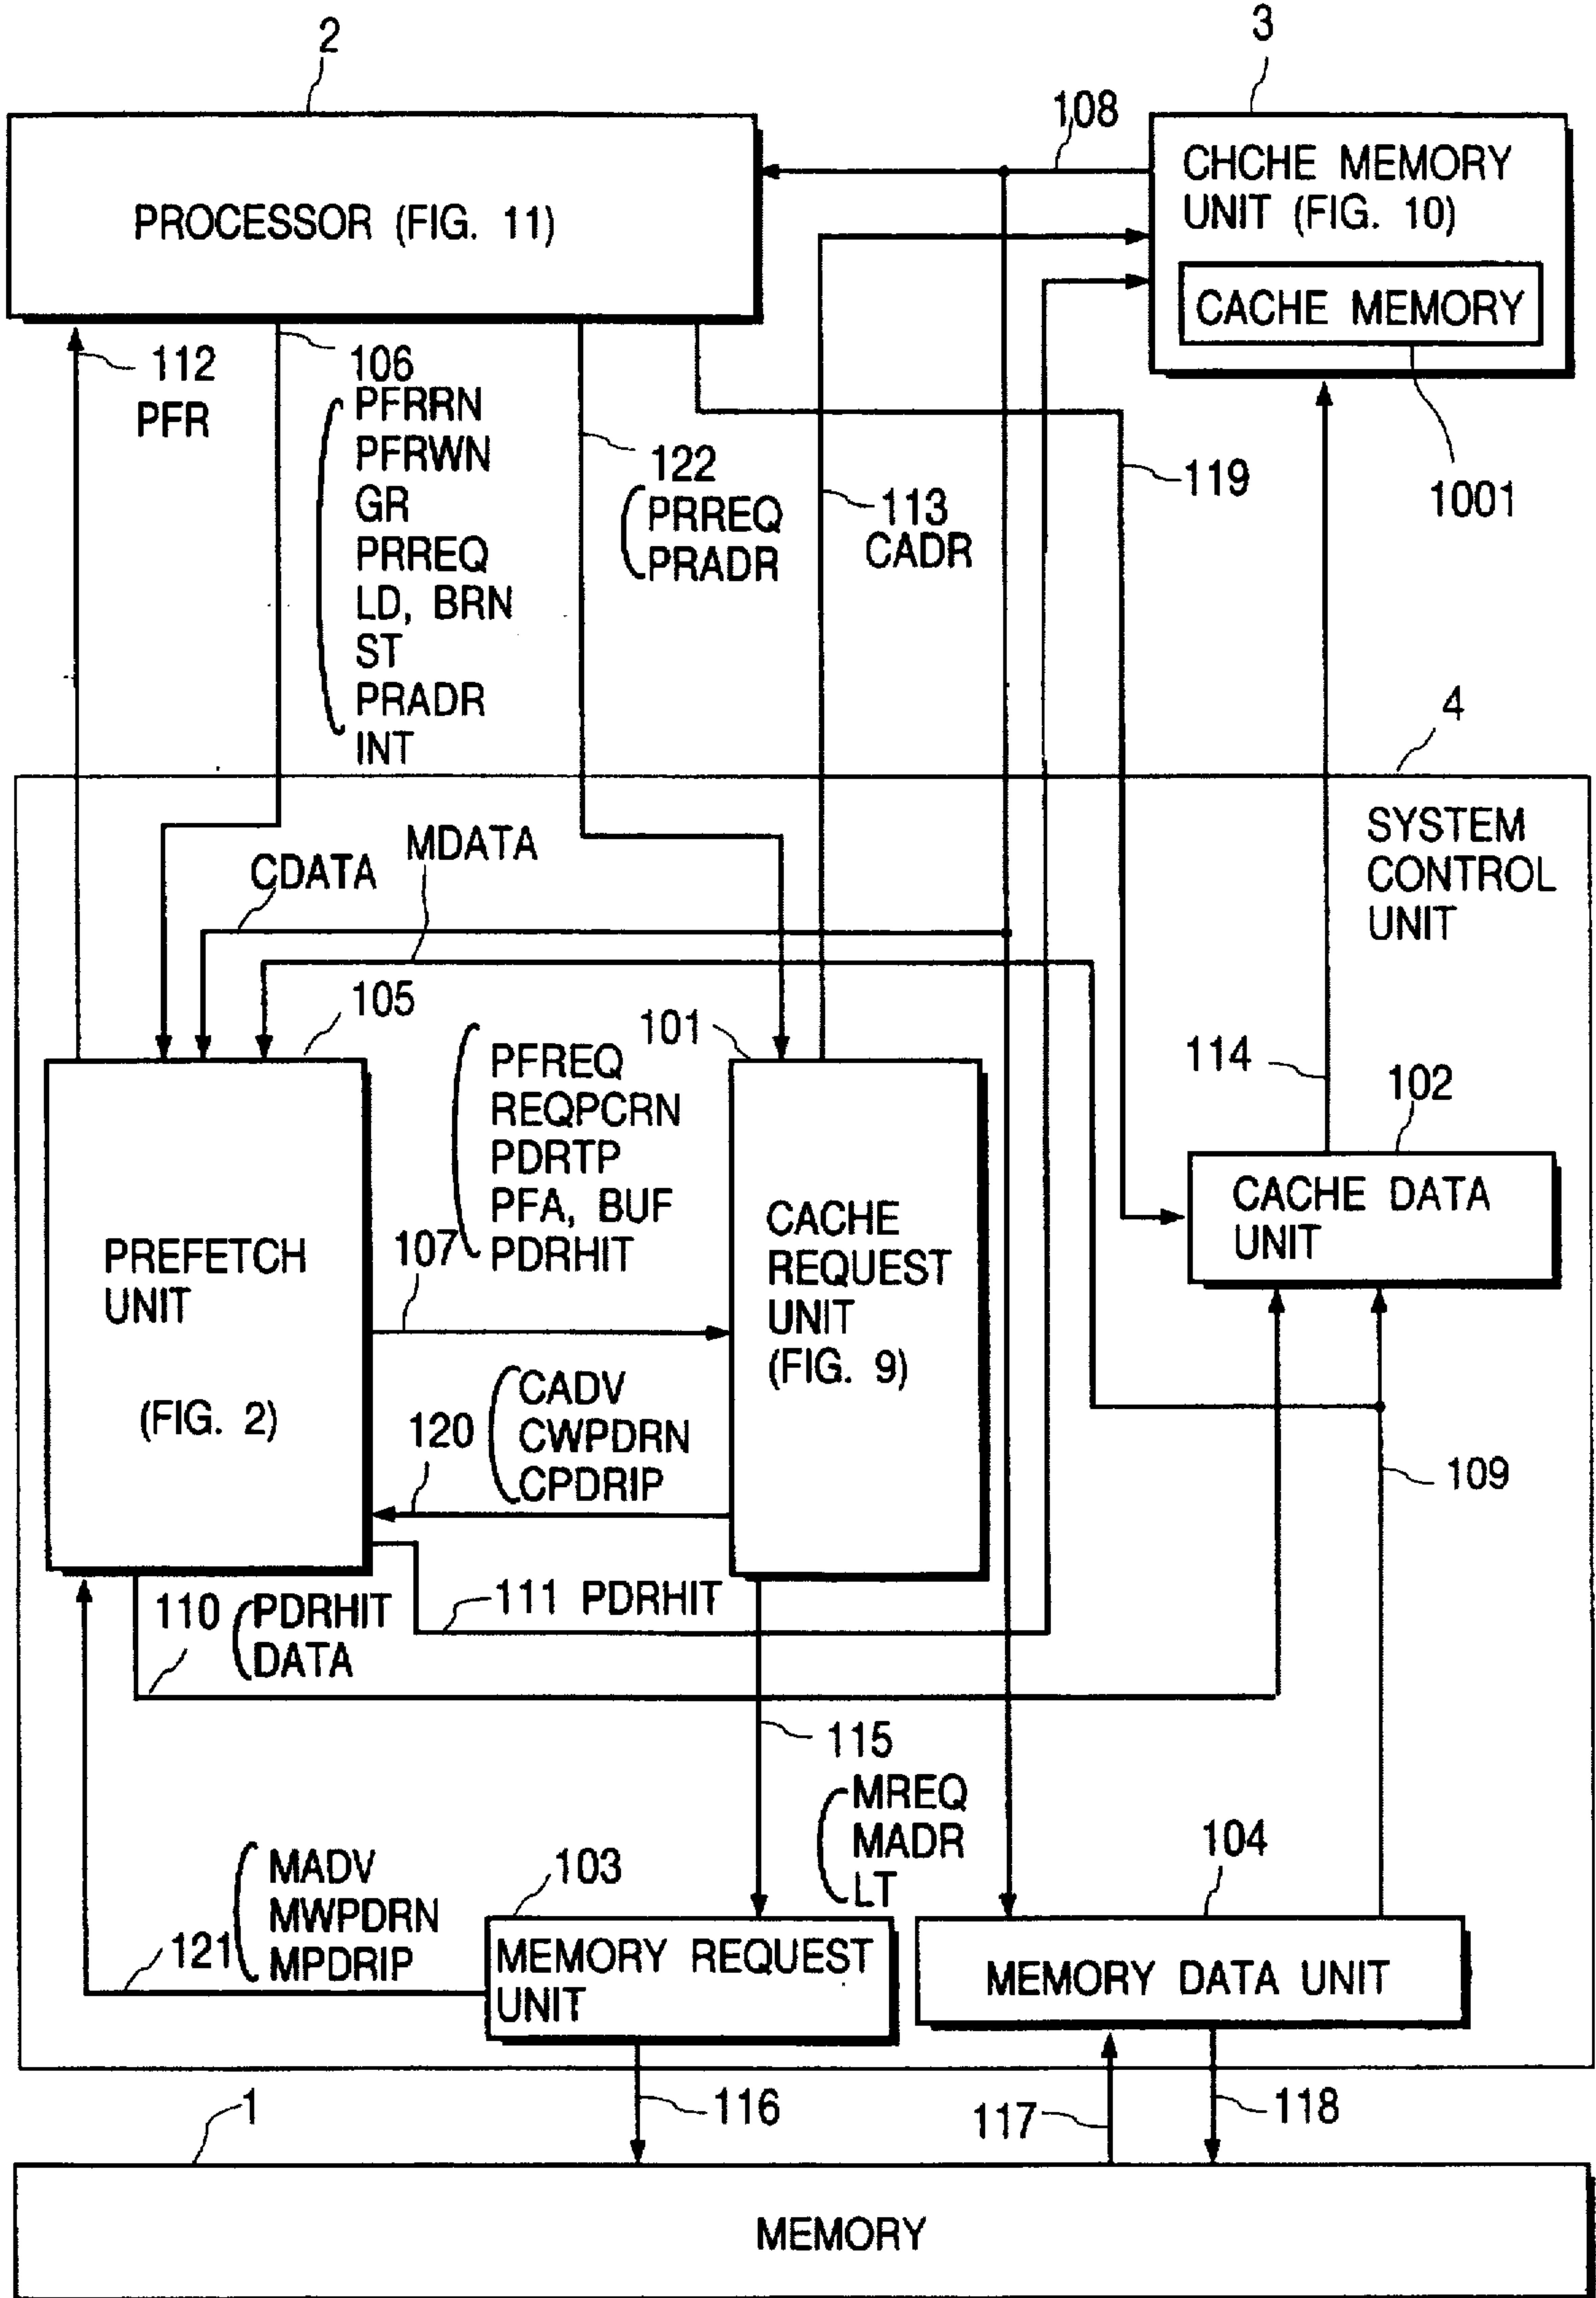 2
3
108
PROCESSOR (FIG. 11)
CHCHE MEMORY
UNIT (FIG. 10)
CACHE MEMORY
112
PFR
106
PFRRN
PFRWN
GR
PRREQ
LD, BRN
ST
PRADR
INT
122
PRREQ
PRADR
113
CADR
119
1001
4
SYSTEM
CONTROL
UNIT
MDATA
CDATA
105
101
PFREQ
REQPCRN
PDRTP
PFA, BUF
PDRHIT
107
114
102
CACHE DATA
UNIT
PREFETCH
UNIT
(FIG. 2)
CACHE
REQUEST
UNIT
(FIG. 9)
120
CADV
CWPDRN
CPDRIP
109
110
PDRHIT
DATA
111 PDRHIT
115
MREQ
MADR
LT
121
MADV
MWPDRN
MPDRIP
103
104
MEMORY REQUEST
UNIT
MEMORY DATA UNIT
1
116
117
118
MEMORY